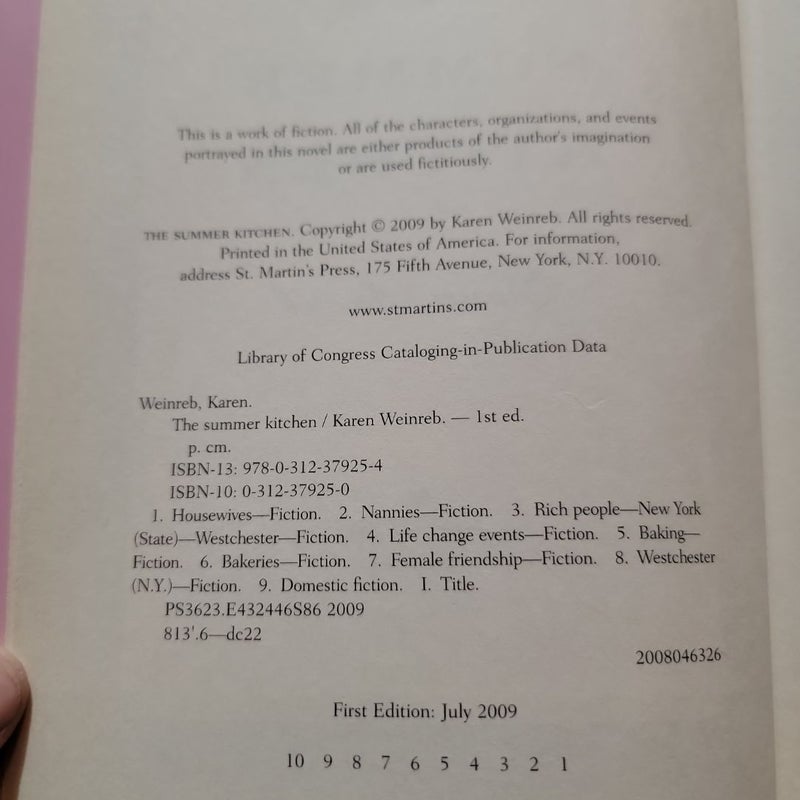 This is a work of fiction. All of the characters, organizations, and events
portrayed in this novel are either products of the author's imagination
or are used fictitiously.
THE SUMMER KITCHEN. Copyright © 2009 by Karen Weinreb. All rights reserved.
Printed in the United States of America. For information,
address St. Martin's Press, 175 Fifth Avenue, New York, N.Y. 10010.
www.stmartins.com
Library of Congress Cataloging-in-Publication Data
Weinreb, Karen.
The summer kitchen / Karen Weinreb. — 1st ed.
p. cm.
ISBN-13: 978-0-312-37925-4
ISBN-10: 0-312-37925-0
1. Housewives—Fiction. 2. Nannies—Fiction. 3. Rich people—New York
(State)—Westchester—Fiction. 4. Life change events—Fiction. 5. Baking—
Fiction. 6. Bakeries—Fiction. 7. Female friendship—Fiction. 8. Westchester
(N.Y.)—Fiction. 9. Domestic fiction. I. Title.
PS3623.E432446S86 2009
813'.6—dc22
2008046326
First Edition: July 2009
10 9 8 7 6 5 4 3 2 1